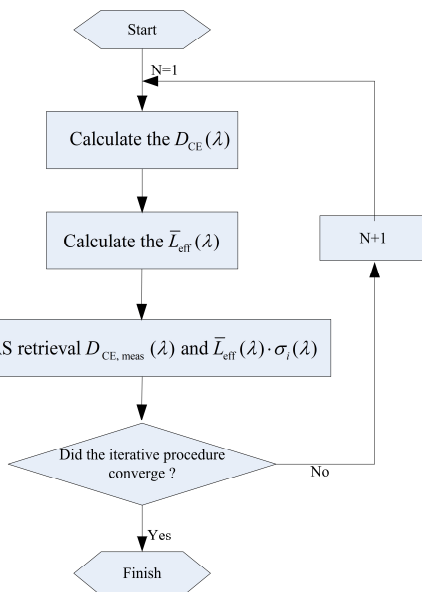 Start
N=1
Calculate the D_CE(λ)
Calculate the L̅_eff(λ)
N+1
AS retrieval D_CE, meas (λ) and L̅_eff(λ)·σ_i(λ)
Did the iterative procedure
converge ?
No
Yes
Finish